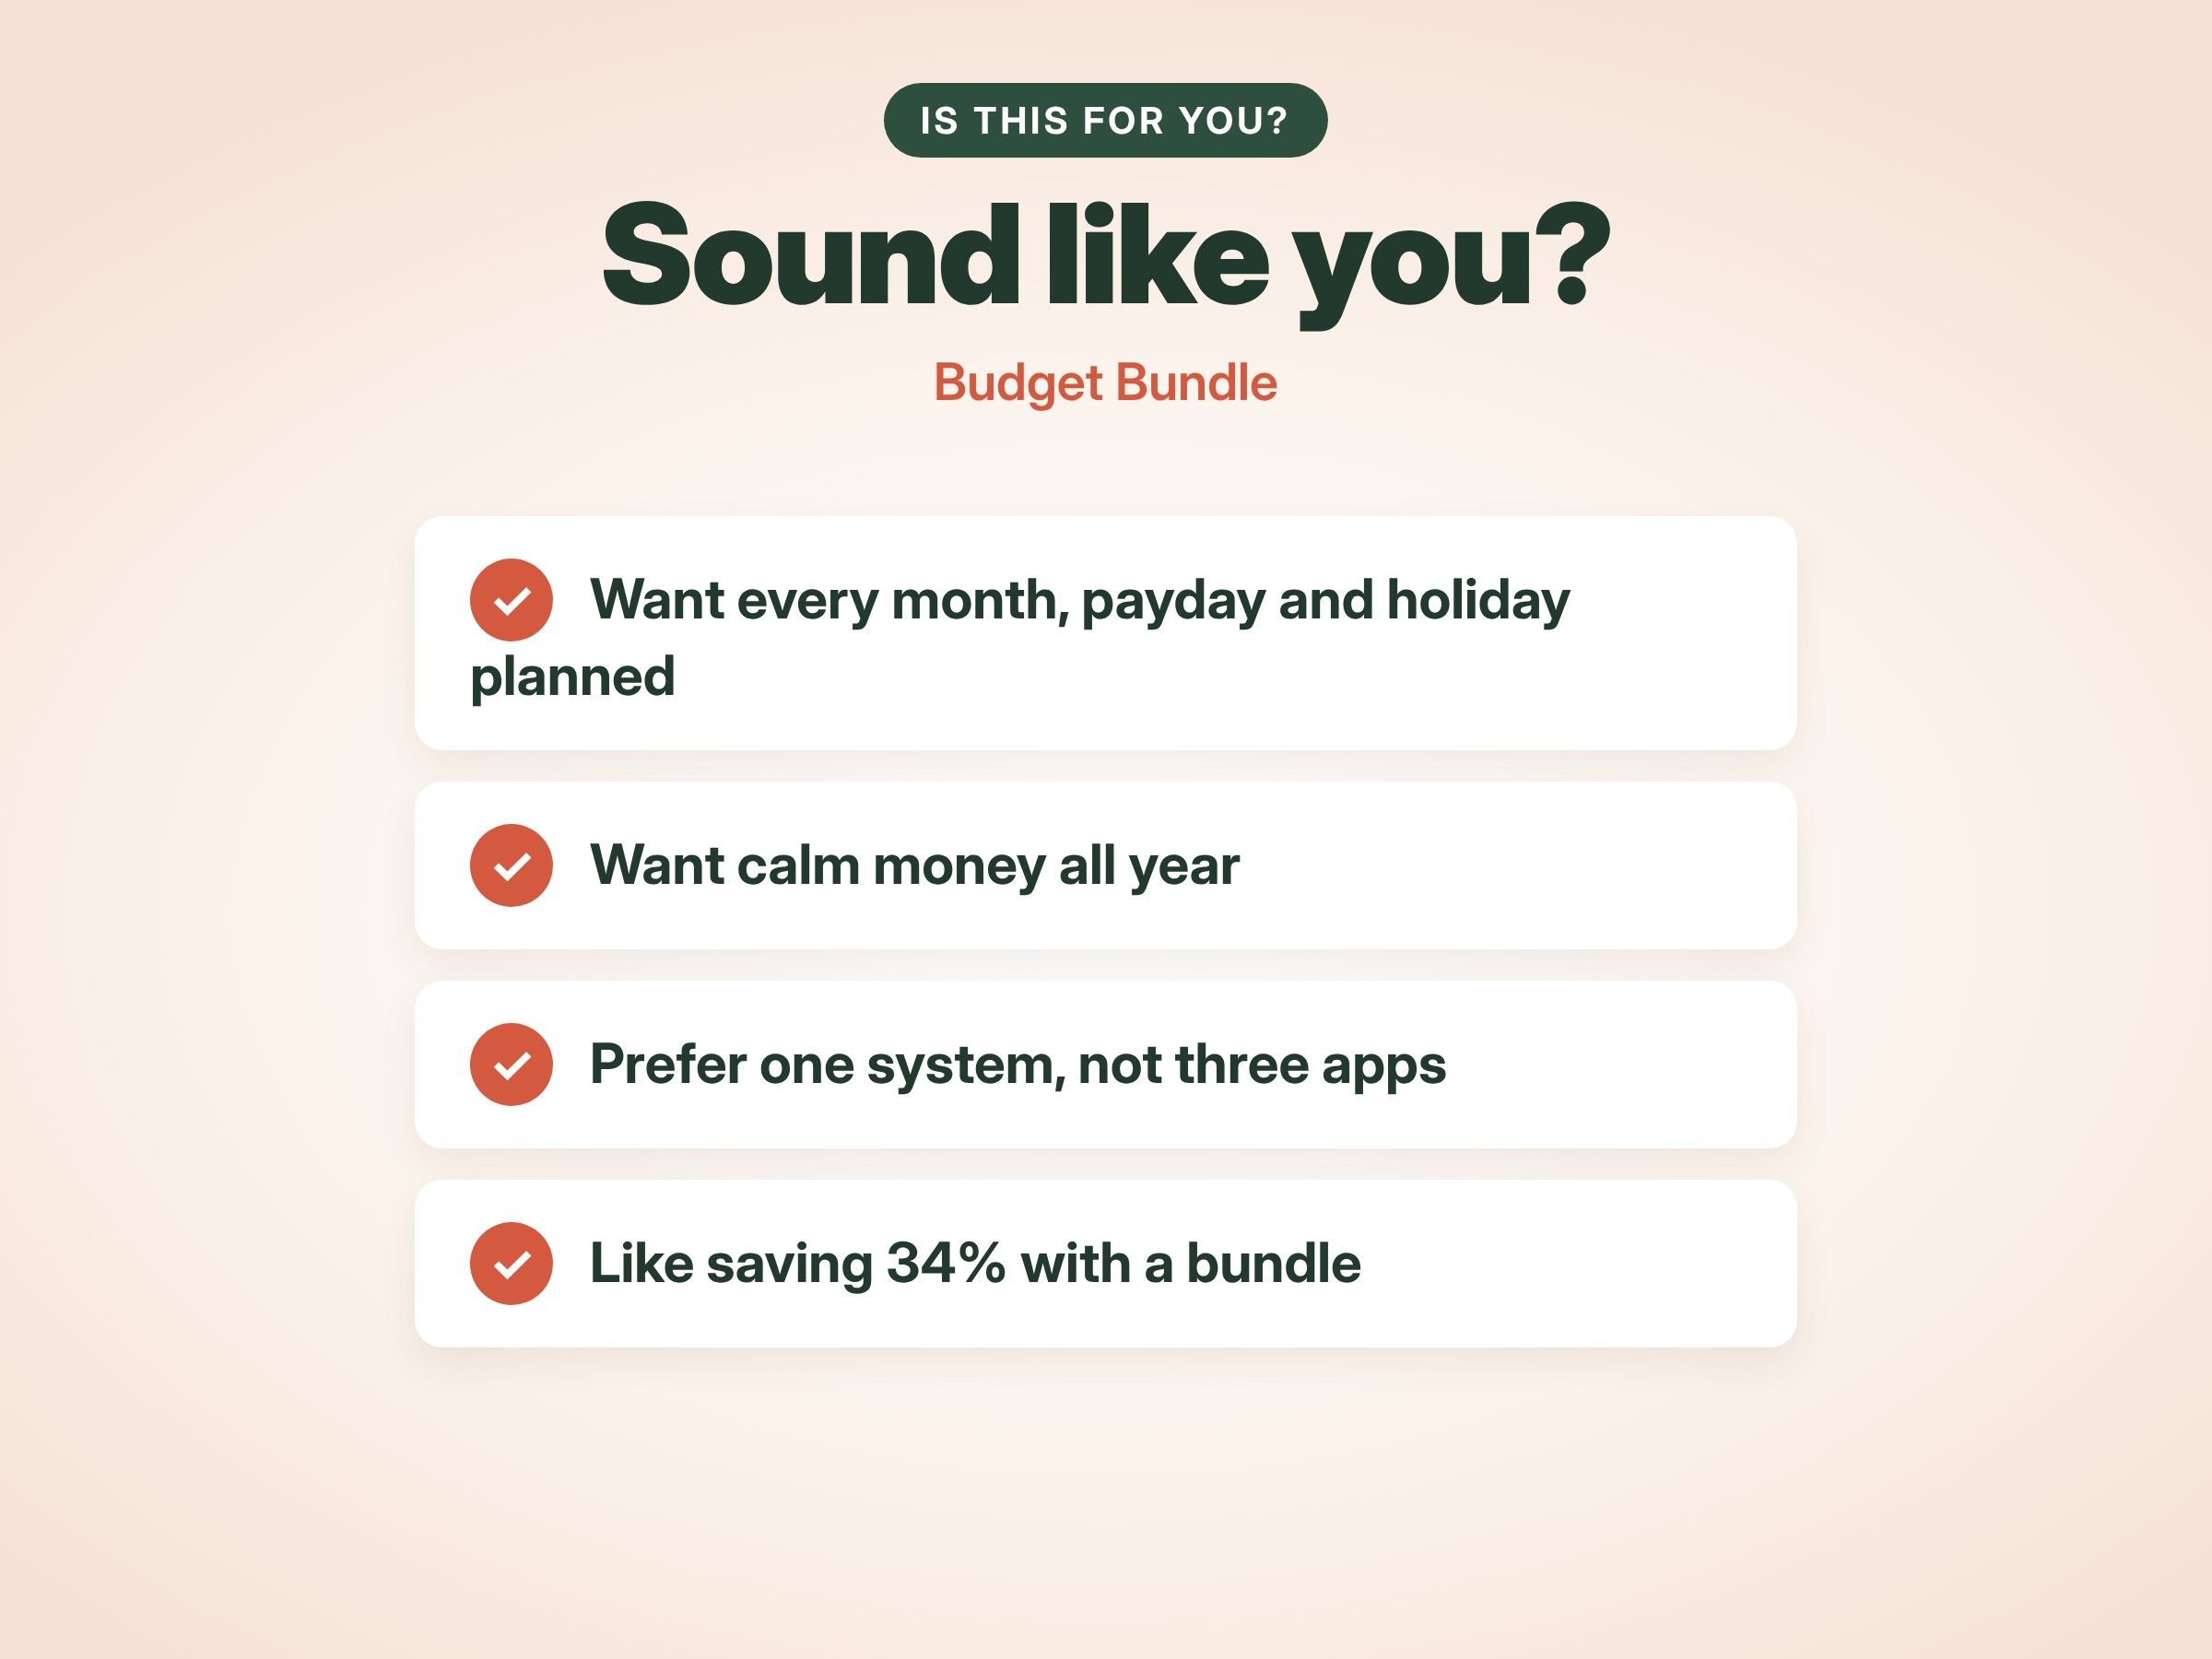 IS THIS FOR YOU?
Sound like you?
Budget Bundle
Want every month, payday and holiday
planned
Want calm money all year
Prefer one system, not three apps
Like saving 34% with a bundle